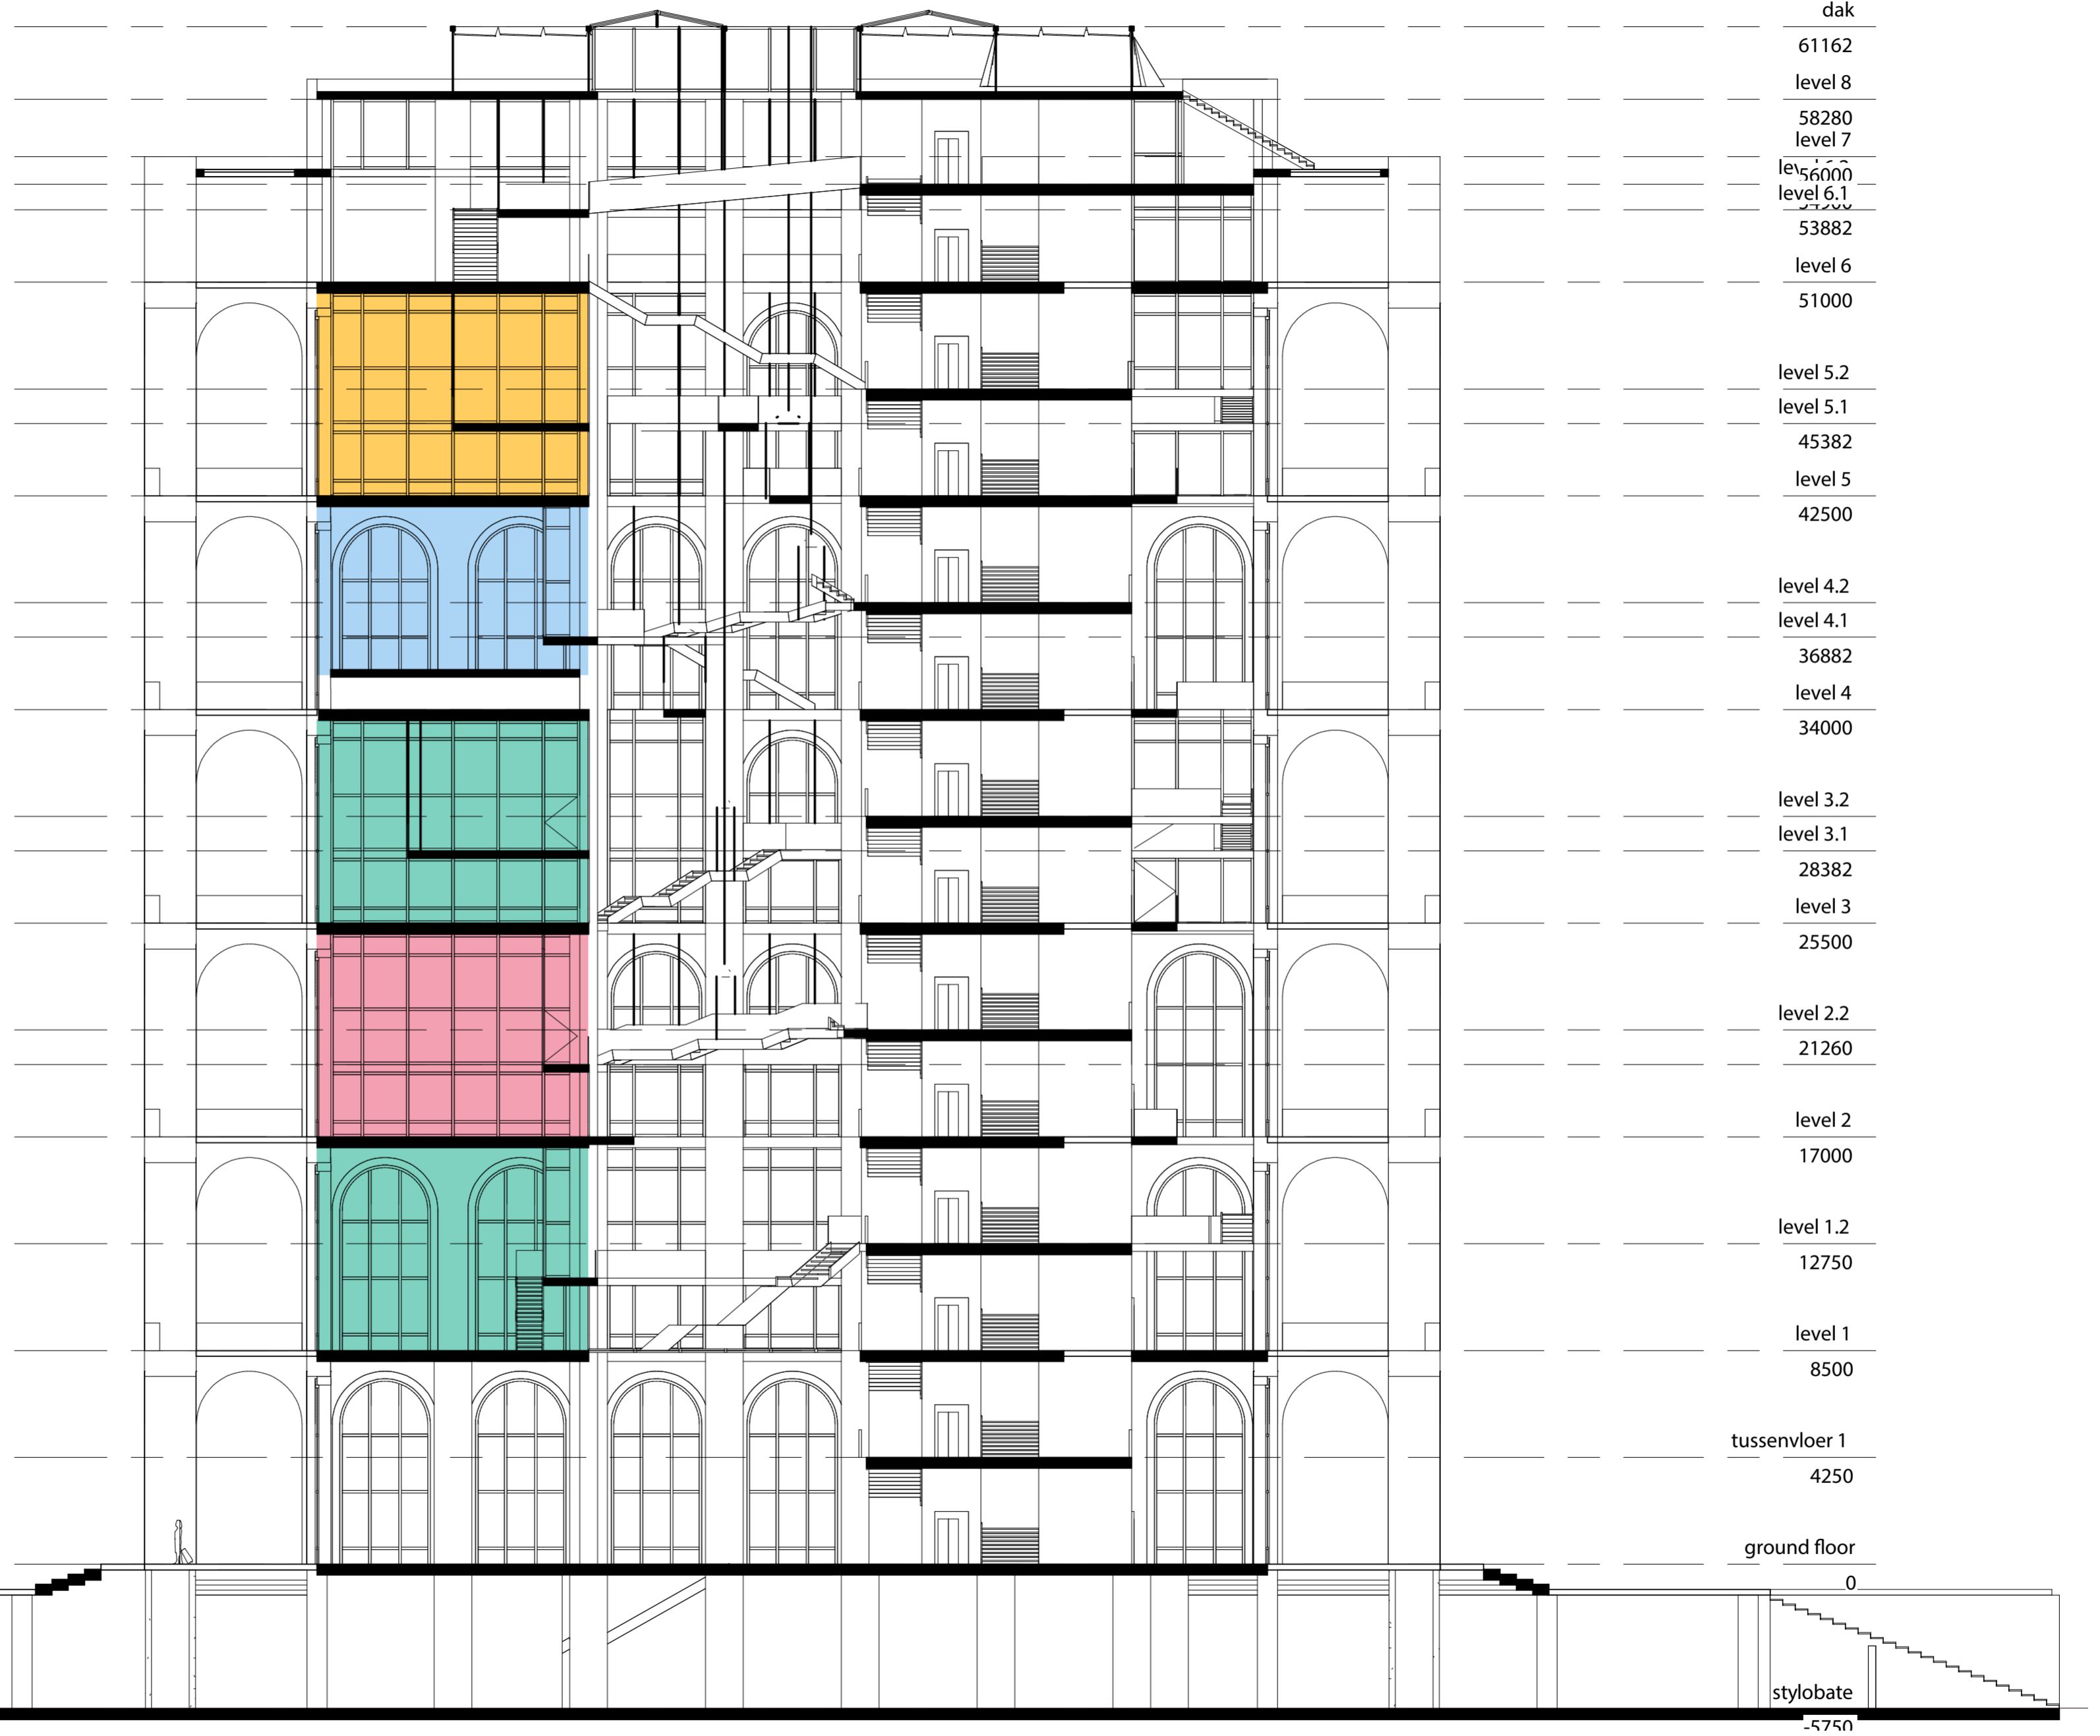 dak
61162
level 8
58280
level 7
56000
level 6.1
53882
level 6
51000
level 5.2
level 5.1
45382
level 5
42500
level 4.2
level 4.1
36882
level 4
34000
level 3.2
level 3.1
28382
level 3
25500
level 2.2
21260
level 2
17000
level 1.2
12750
level 1
8500
tussenvloer 1
4250
ground floor
0
stylobate
-5750